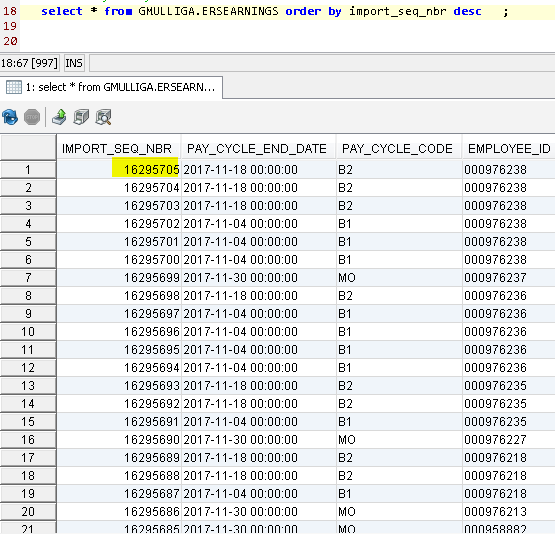 18 select * from GMULLIGA.ERSEARNINGS order by import_seq_nbr desc ;
19
20
18:67 [997] INS
1: select * from GMULLIGA.ERSEARN...
IMPORT_SEQ_NBR PAY_CYCLE_END_DATE PAY_CYCLE_CODE EMPLOYEE_ID
1 16295705 2017-11-18 00:00:00 B2 000976238
2 16295704 2017-11-18 00:00:00 B2 000976238
3 16295703 2017-11-18 00:00:00 B2 000976238
4 16295702 2017-11-04 00:00:00 B1 000976238
5 16295701 2017-11-04 00:00:00 B1 000976238
6 16295700 2017-11-04 00:00:00 B1 000976238
7 16295699 2017-11-30 00:00:00 MO 000976237
8 16295698 2017-11-18 00:00:00 B2 000976236
9 16295697 2017-11-04 00:00:00 B1 000976236
10 16295696 2017-11-04 00:00:00 B1 000976236
11 16295695 2017-11-04 00:00:00 B1 000976236
12 16295694 2017-11-04 00:00:00 B1 000976236
13 16295693 2017-11-18 00:00:00 B2 000976235
14 16295692 2017-11-18 00:00:00 B2 000976235
15 16295691 2017-11-04 00:00:00 B1 000976235
16 16295690 2017-11-30 00:00:00 MO 000976227
17 16295689 2017-11-18 00:00:00 B2 000976218
18 16295688 2017-11-18 00:00:00 B2 000976218
19 16295687 2017-11-04 00:00:00 B1 000976218
20 16295686 2017-11-30 00:00:00 MO 000976213
21 16295685 2017-11-30 00:00:00 MO 000958882